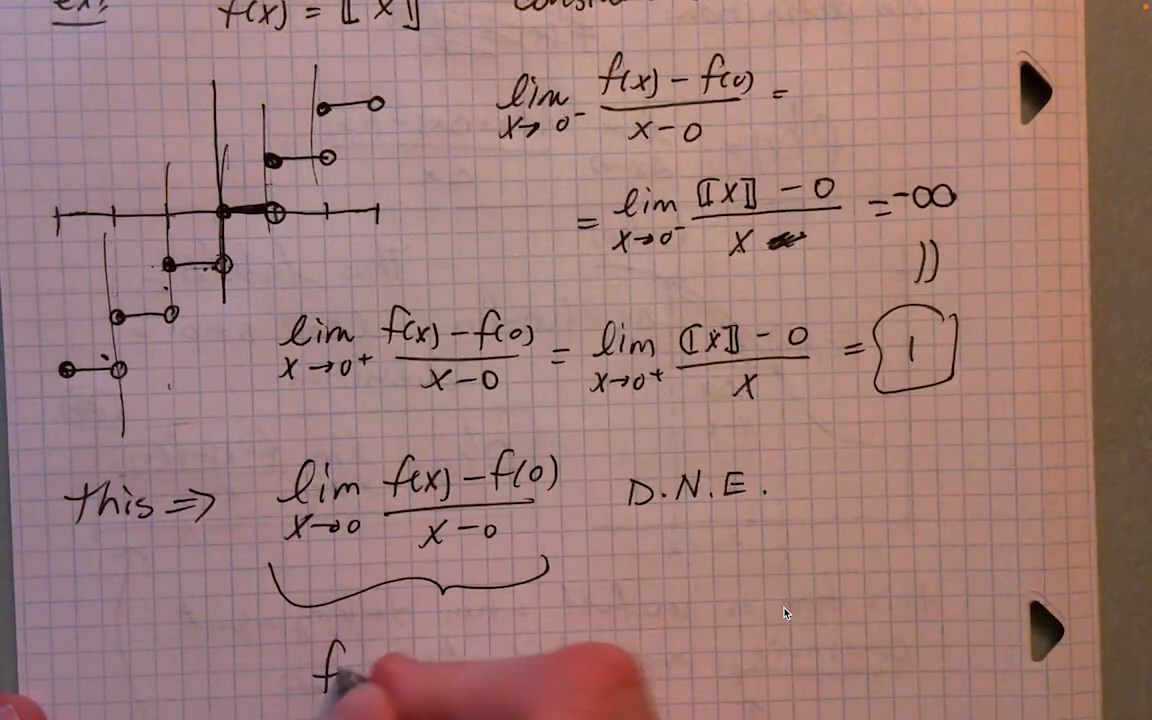 ex: f(x) = ⟦x⟧
lim x→0⁻ (f(x) - f(0))/(x-0) =
= lim x→0⁻ (⟦x⟧ - 0)/x = -∞
lim x→0⁺ (f(x) - f(0))/(x-0) = lim x→0⁺ (⟦x⟧ - 0)/x = 1
This ⇒ lim x→0 (f(x) - f(0))/(x-0) D.N.E.
f